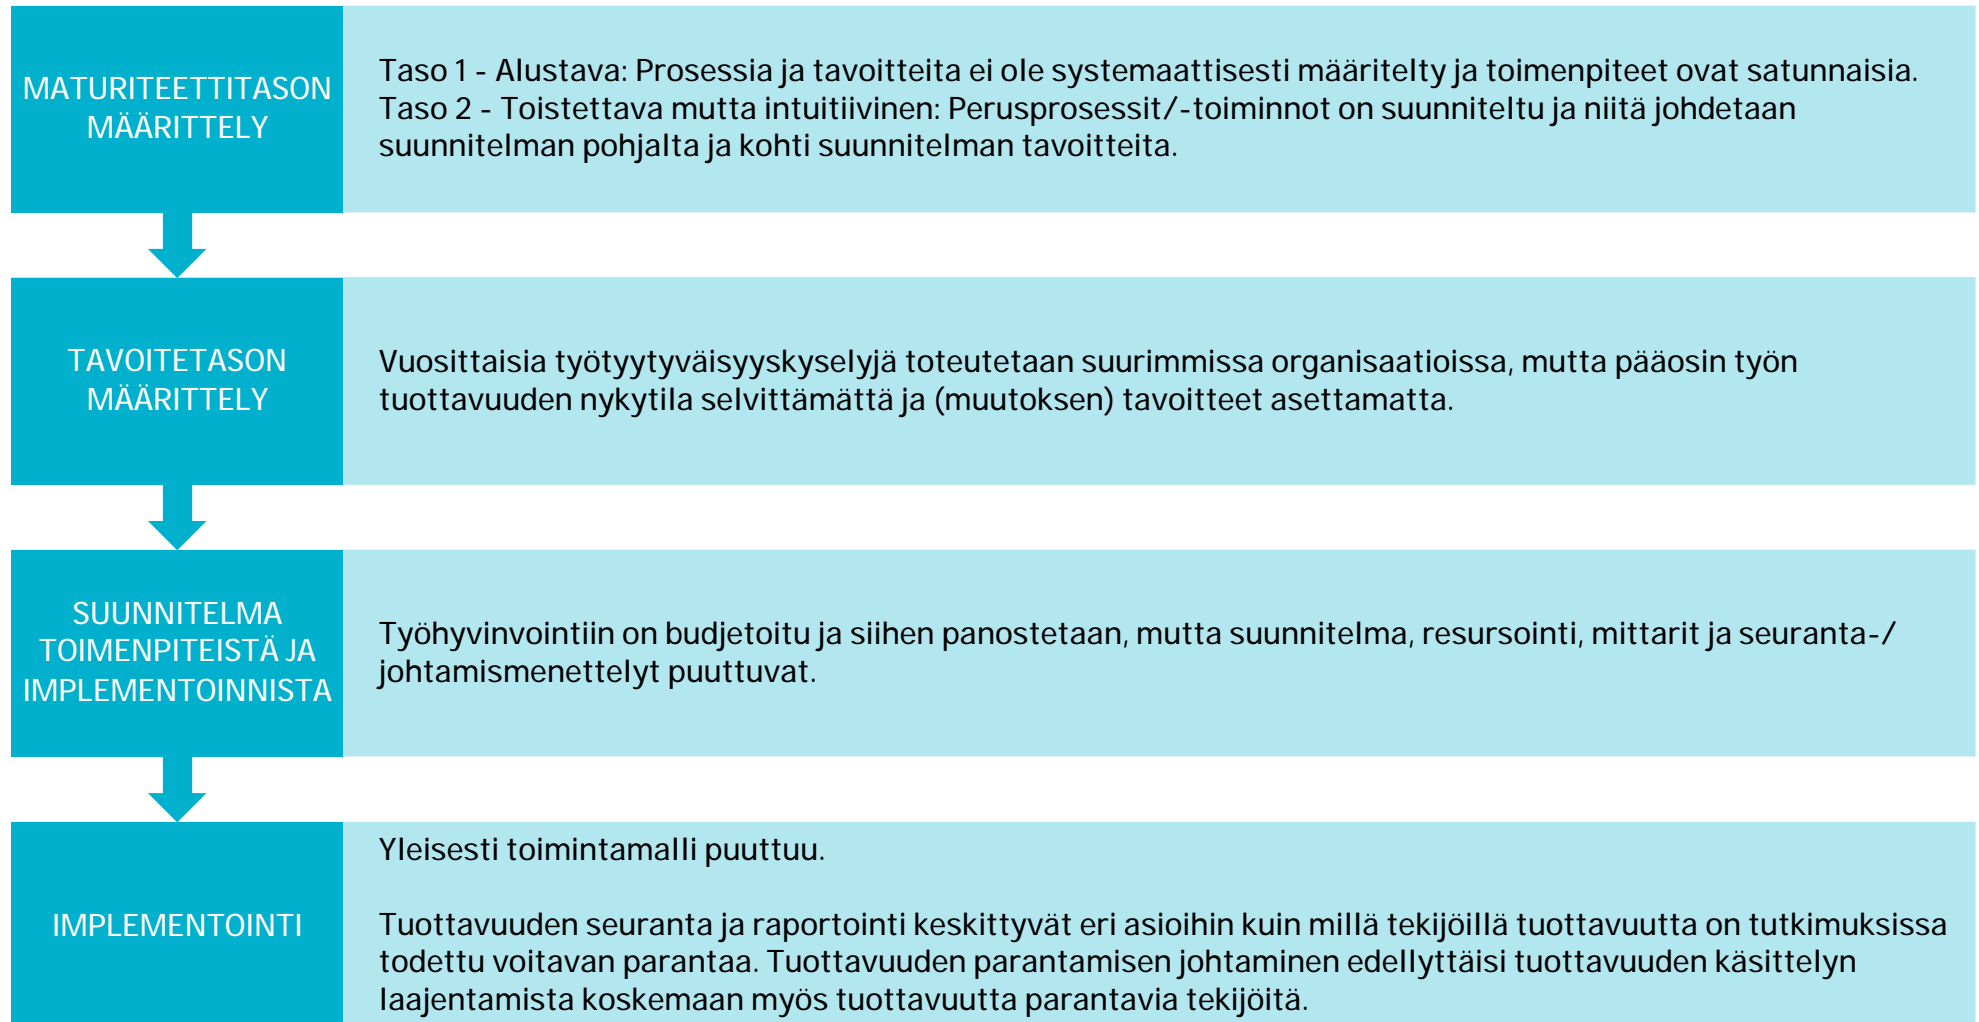 MATURITEETTITASON
MÄÄRITTELY
Taso 1 - Alustava: Prosessia ja tavoitteita ei ole systemaattisesti määritelty ja toimenpiteet ovat satunnaisia.
Taso 2 - Toistettava mutta intuitiivinen: Perusprosessit/-toiminnot on suunniteltu ja niitä johdetaan
suunnitelman pohjalta ja kohti suunnitelman tavoitteita.
TAVOITETASON
MÄÄRITTELY
Vuosittaisia työtyytyväisyyskyselyjä toteutetaan suurimmissa organisaatioissa, mutta pääosin työn
tuottavuuden nykytila selvittämättä ja (muutoksen) tavoitteet asettamatta.
SUUNNITELMA
TOIMENPITEISTÄ JA
IMPLEMENTOINNISTA
Työhyvinvointiin on budjetoitu ja siihen panostetaan, mutta suunnitelma, resursointi, mittarit ja seuranta-/
johtamismenettelyt puuttuvat.
IMPLEMENTOINTI
Yleisesti toimintamalli puuttuu.
Tuottavuuden seuranta ja raportointi keskittyvät eri asioihin kuin millä tekijöillä tuottavuutta on tutkimuksissa
todettu voitavan parantaa. Tuottavuuden parantamisen johtaminen edellyttäisi tuottavuuden käsittelyn
laajentamista koskemaan myös tuottavuutta parantavia tekijöitä.